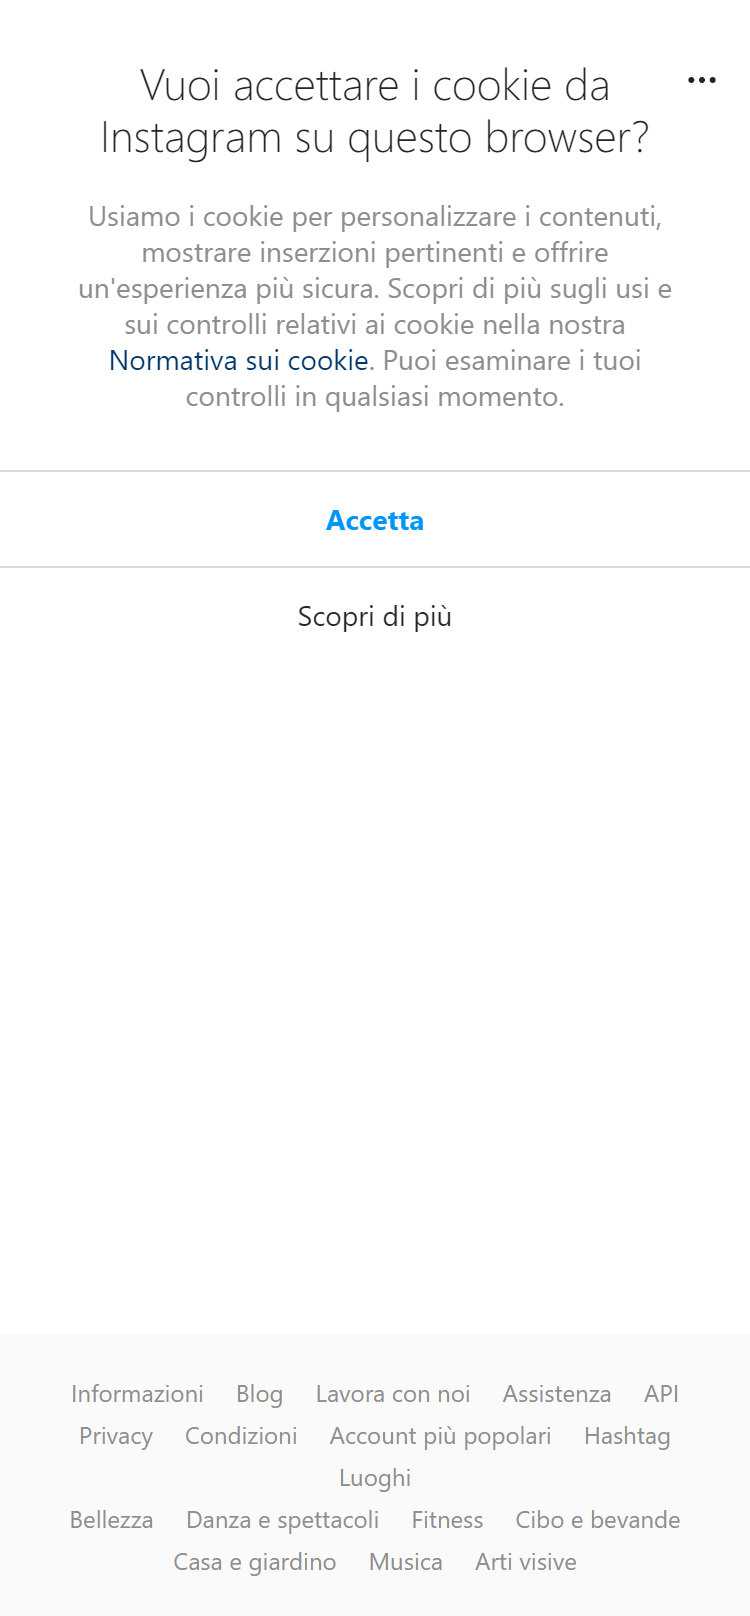 Vuoi accettare i cookie da
Instagram su questo browser?
Usiamo i cookie per personalizzare i contenuti,
mostrare inserzioni pertinenti e offrire
un'esperienza più sicura. Scopri di più sugli usi e
sui controlli relativi ai cookie nella nostra
Normativa sui cookie. Puoi esaminare i tuoi
controlli in qualsiasi momento.
Accetta
Scopri di più
Informazioni Blog Lavora con noi Assistenza API
Privacy Condizioni Account più popolari Hashtag
Luoghi
Bellezza Danza e spettacoli Fitness Cibo e bevande
Casa e giardino Musica Arti visive